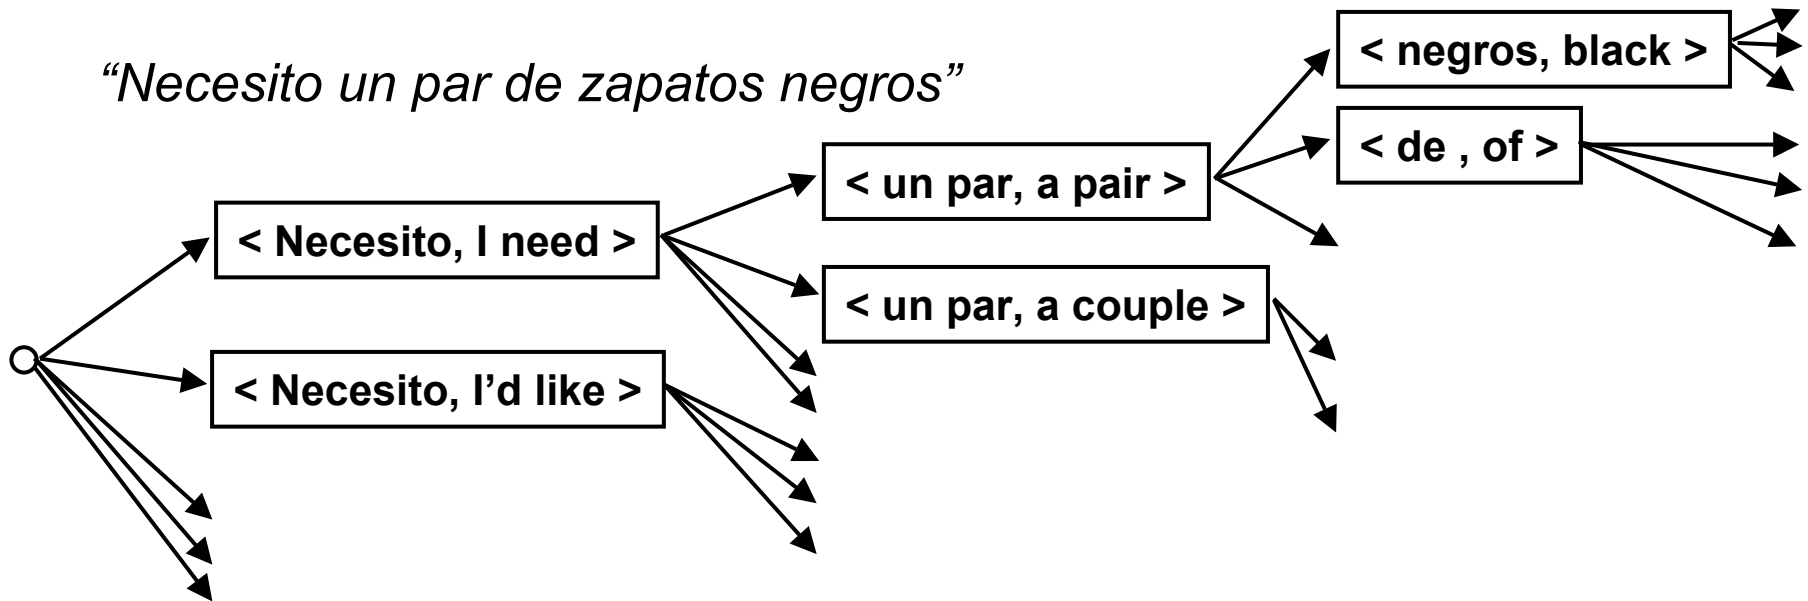 “Necesito un par de zapatos negros”
< negros, black >
< de , of >
< un par, a pair >
< Necesito, I need >
< un par, a couple >
< Necesito, I’d like >